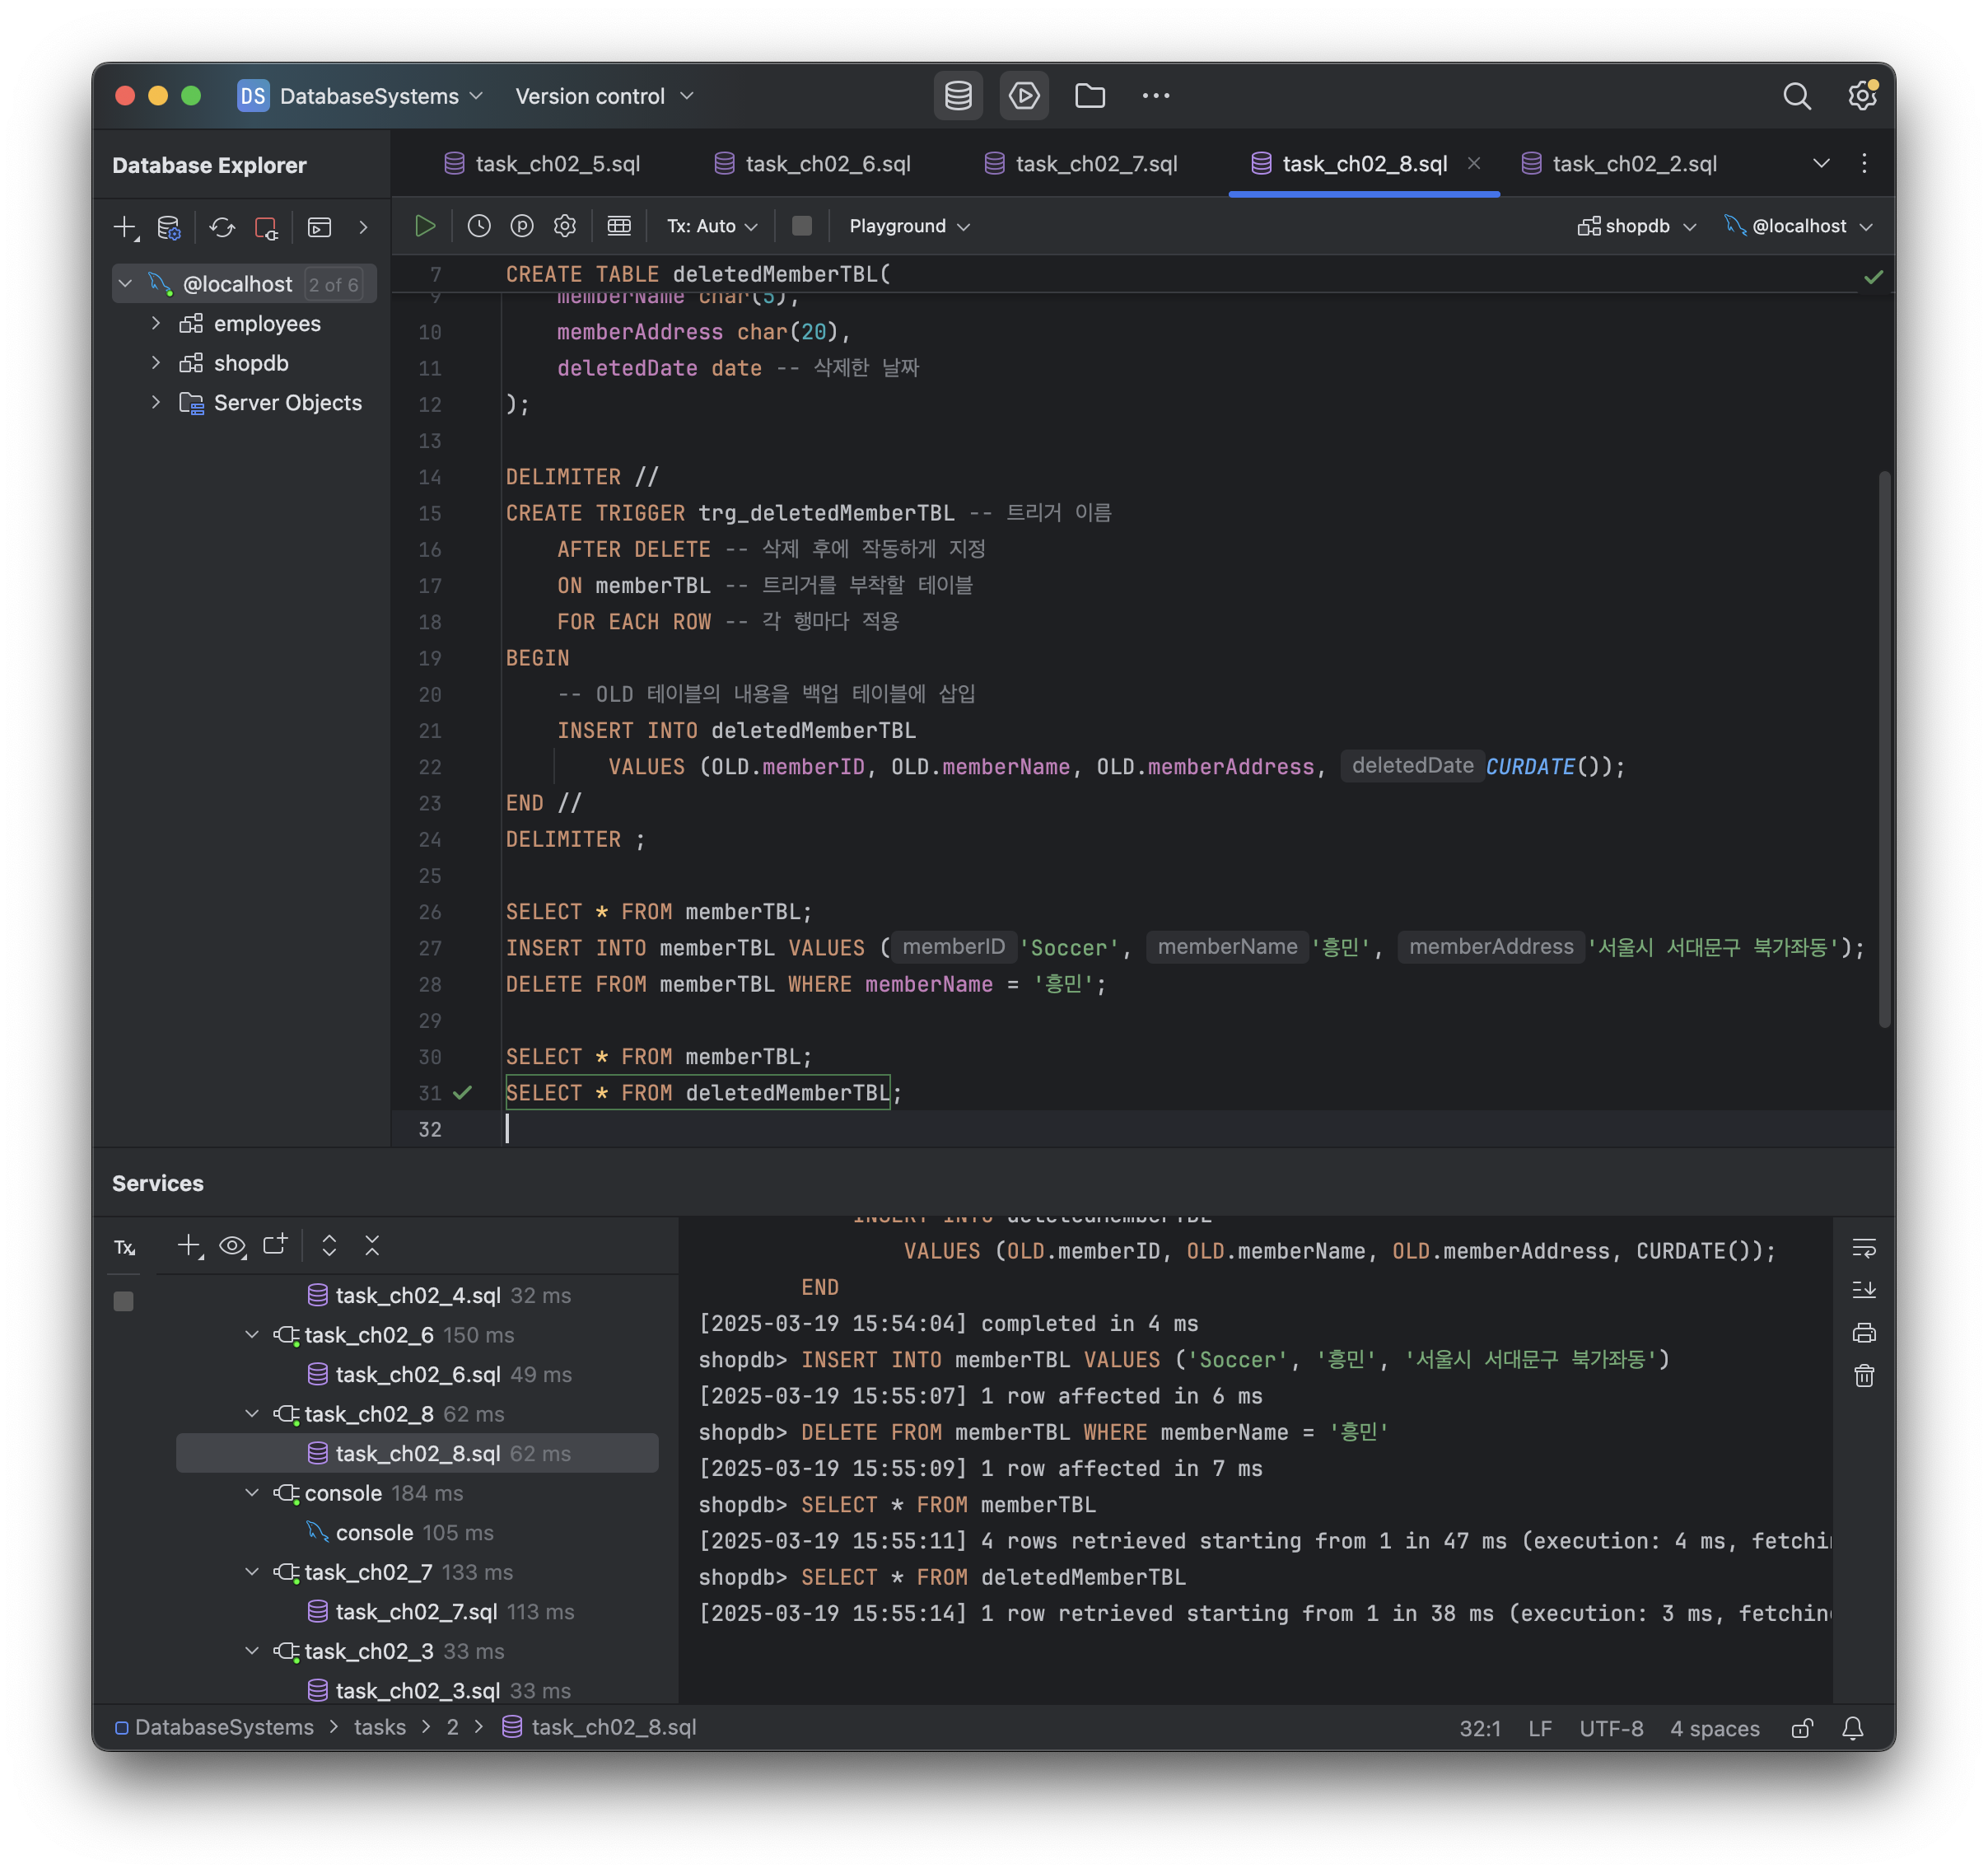 DS DatabaseSystems Version control
Database Explorer
task_ch02_5.sql task_ch02_6.sql task_ch02_7.sql task_ch02_8.sql task_ch02_2.sql
Tx: Auto Playground shopdb @localhost
@localhost 2 of 6
employees
shopdb
Server Objects
7 CREATE TABLE deletedMemberTBL(
9 memberName char(5),
10 memberAddress char(20),
11 deletedDate date -- 삭제한 날짜
12 );
13
14 DELIMITER //
15 CREATE TRIGGER trg_deletedMemberTBL -- 트리거 이름
16 AFTER DELETE -- 삭제 후에 작동하게 지정
17 ON memberTBL -- 트리거를 부착할 테이블
18 FOR EACH ROW -- 각 행마다 적용
19 BEGIN
20 -- OLD 테이블의 내용을 백업 테이블에 삽입
21 INSERT INTO deletedMemberTBL
22 VALUES (OLD.memberID, OLD.memberName, OLD.memberAddress, deletedDate CURDATE());
23 END //
24 DELIMITER ;
25
26 SELECT * FROM memberTBL;
27 INSERT INTO memberTBL VALUES ( memberID 'Soccer', memberName '흥민', memberAddress '서울시 서대문구 북가좌동');
28 DELETE FROM memberTBL WHERE memberName = '흥민';
29
30 SELECT * FROM memberTBL;
31 SELECT * FROM deletedMemberTBL;
32
Services
Tx
task_ch02_4.sql 32 ms
task_ch02_6 150 ms
task_ch02_6.sql 49 ms
task_ch02_8 62 ms
task_ch02_8.sql 62 ms
console 184 ms
console 105 ms
task_ch02_7 133 ms
task_ch02_7.sql 113 ms
task_ch02_3 33 ms
task_ch02_3.sql 33 ms
INSERT INTO deletedMemberTBL
VALUES (OLD.memberID, OLD.memberName, OLD.memberAddress, CURDATE());
END
[2025-03-19 15:54:04] completed in 4 ms
shopdb> INSERT INTO memberTBL VALUES ('Soccer', '흥민', '서울시 서대문구 북가좌동')
[2025-03-19 15:55:07] 1 row affected in 6 ms
shopdb> DELETE FROM memberTBL WHERE memberName = '흥민'
[2025-03-19 15:55:09] 1 row affected in 7 ms
shopdb> SELECT * FROM memberTBL
[2025-03-19 15:55:11] 4 rows retrieved starting from 1 in 47 ms (execution: 4 ms, fetchi
shopdb> SELECT * FROM deletedMemberTBL
[2025-03-19 15:55:14] 1 row retrieved starting from 1 in 38 ms (execution: 3 ms, fetchin
DatabaseSystems > tasks > 2 > task_ch02_8.sql
32:1 LF UTF-8 4 spaces